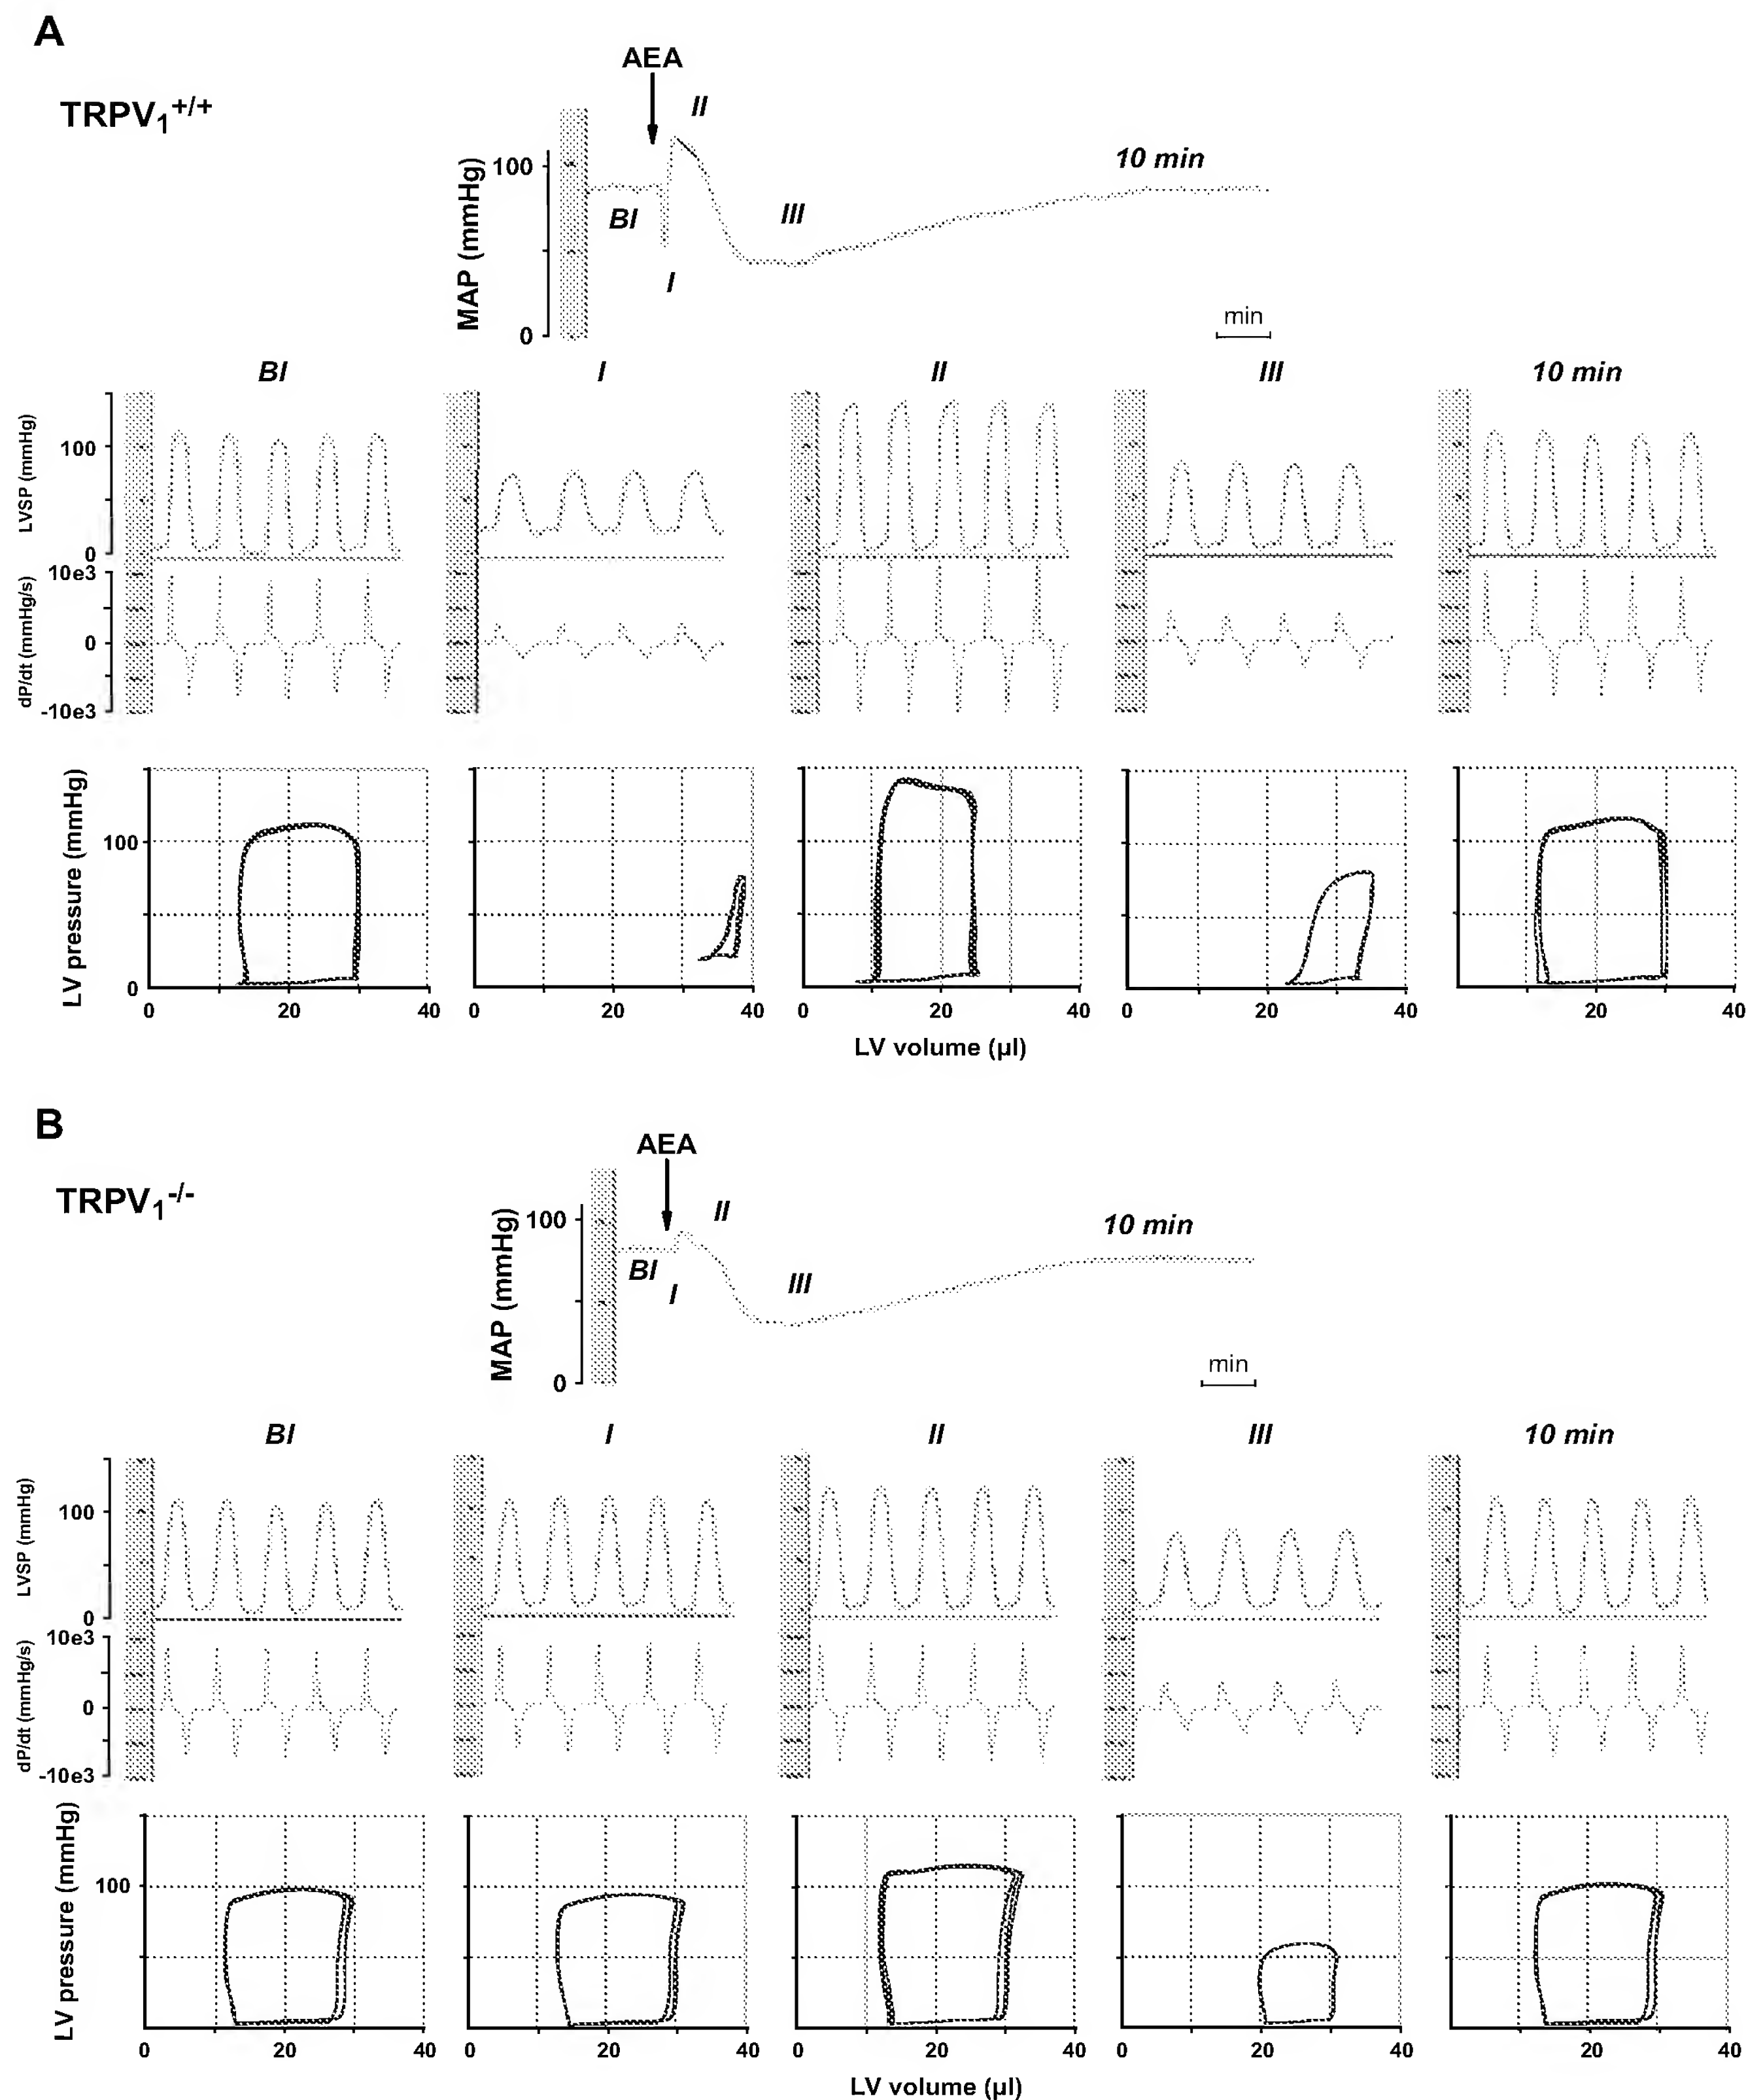 A
AEA
TRPV1+/+
II
100
10 min
MAP (mmHg)
BI
III
I
0
min
BI I II III 10 min
LVSP (mmHg)
100
0
dP/dt (mmHg/s)
10e3
0
-10e3
LV pressure (mmHg)
100
0
0 20 40 0 20 40 0 20 40 0 20 40 0 20 40
LV volume (µl)
B
AEA
TRPV1-/-
II
100
10 min
MAP (mmHg)
BI
III
I
0
min
BI I II III 10 min
LVSP (mmHg)
100
0
dP/dt (mmHg/s)
10e3
0
-10e3
LV pressure (mmHg)
100
0 20 40 0 20 40 0 20 40 0 20 40 20 40
LV volume (µl)